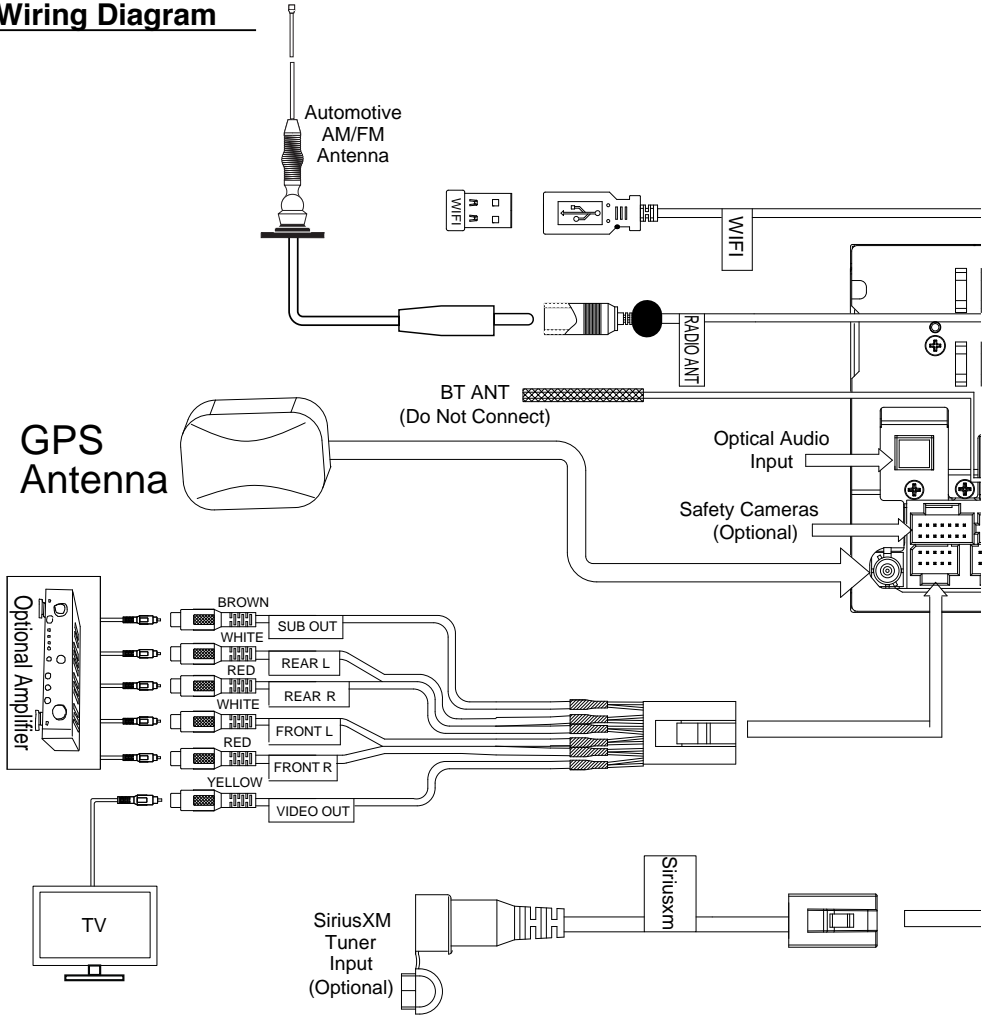 Wiring Diagram
Automotive
AM/FM
Antenna
WIFI
WIFI
RADIO ANT
BT ANT
(Do Not Connect)
GPS
Antenna
Optical Audio
Input
Safety Cameras
(Optional)
Optional Amplifier
BROWN
SUB OUT
WHITE
REAR L
RED
REAR R
WHITE
FRONT L
RED
FRONT R
YELLOW
VIDEO OUT
TV
SiriusXM
Tuner
Input
(Optional)
Siriusxm